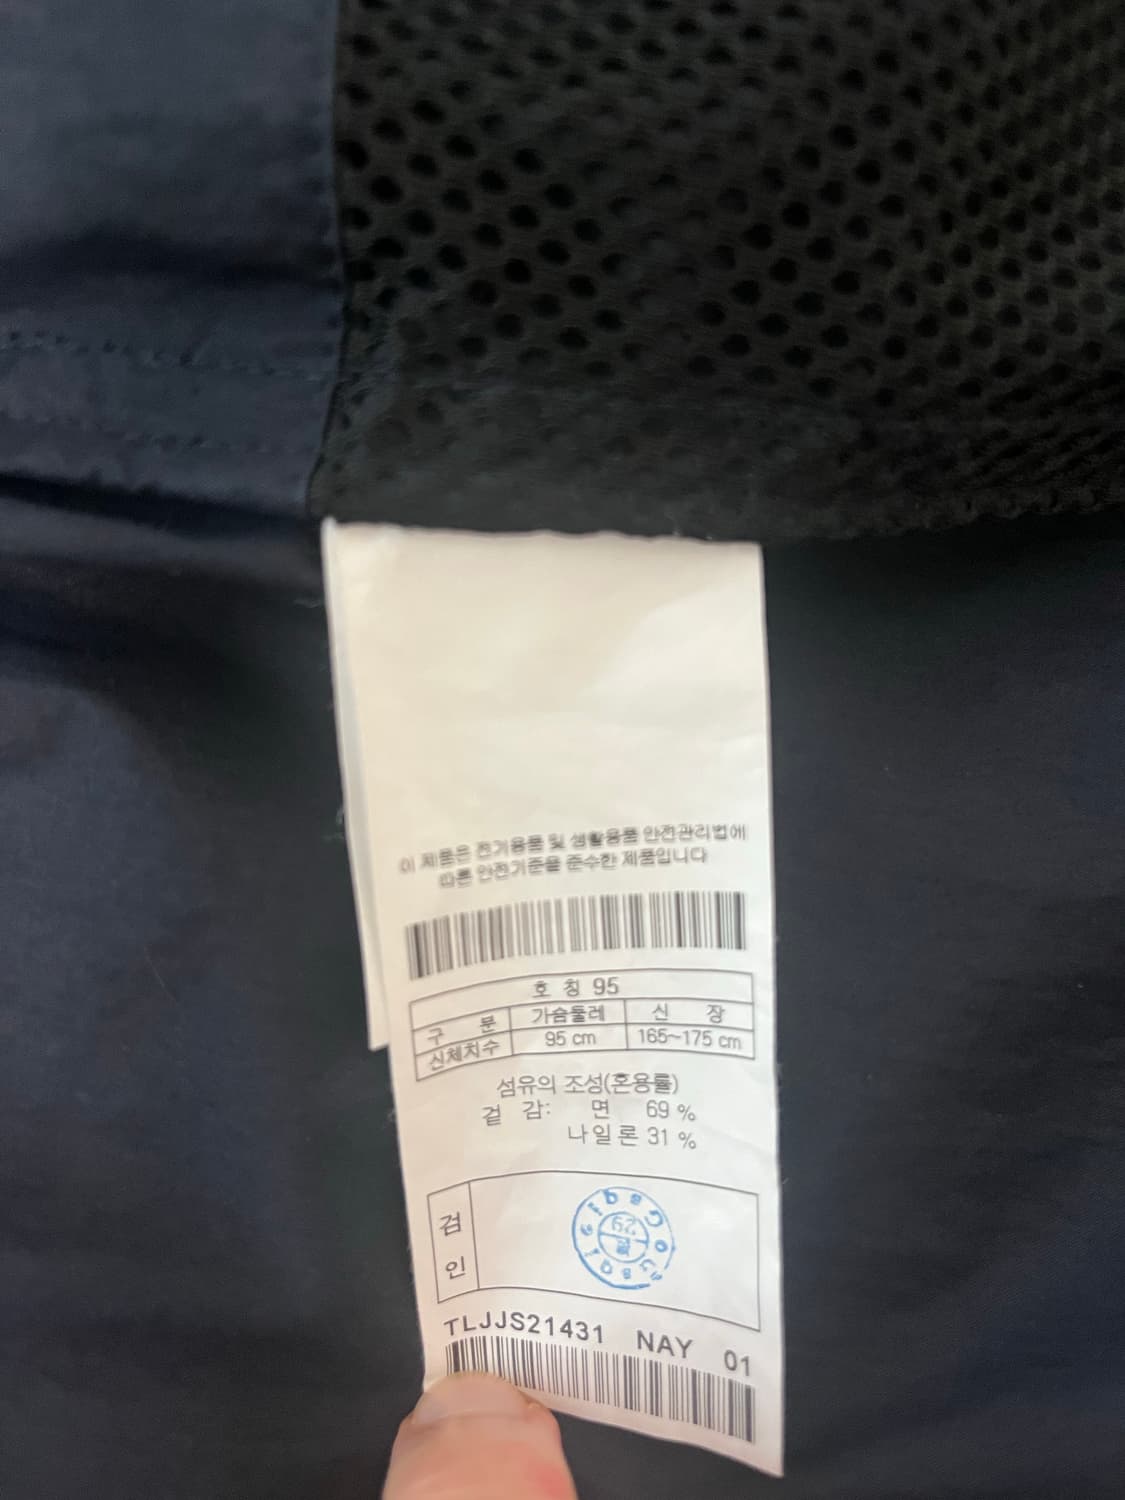 이 제품은 전기용품 및 생활용품 안전관리법에
따른 안전기준을 준수한 제품입니다
호 칭 95
구 분 가슴둘레 신 장
신체치수 95 cm 165~175 cm
섬유의 조성(혼용률)
겉 감: 면 69 %
나일론 31 %
검
인
TLJJS21431 NAY 01